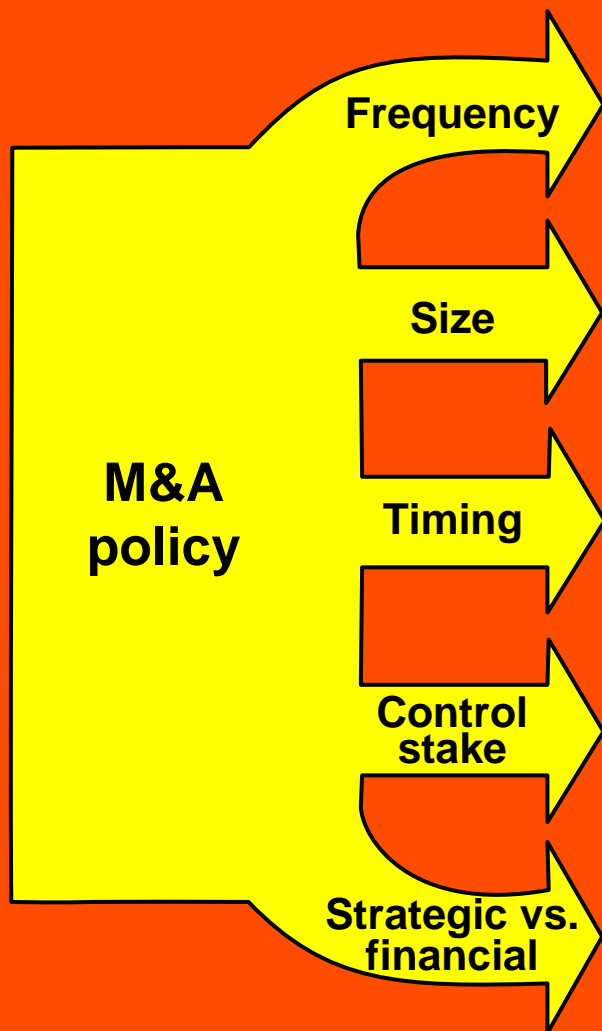 Frequency
Size
M&A
policy
Timing
Control
stake
Strategic vs.
financial